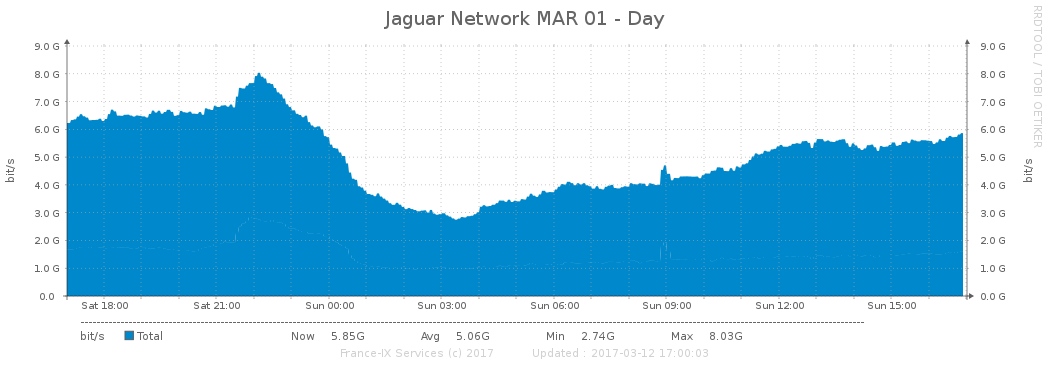 Jaguar Network MAR 01 - Day
RRDTOOL / TOBI OETIKER
bit/s
9.0 G 9.0 G
8.0 G 8.0 G
7.0 G 7.0 G
6.0 G 6.0 G
5.0 G 5.0 G
4.0 G 4.0 G
3.0 G 3.0 G
2.0 G 2.0 G
1.0 G 1.0 G
0.0 0.0 G
bit/s
Sat 18:00 Sat 21:00 Sun 00:00 Sun 03:00 Sun 06:00 Sun 09:00 Sun 12:00 Sun 15:00
bit/s Total Now 5.85G Avg 5.06G Min 2.74G Max 8.03G
France-IX Services (c) 2017 Updated : 2017-03-12 17:00:03